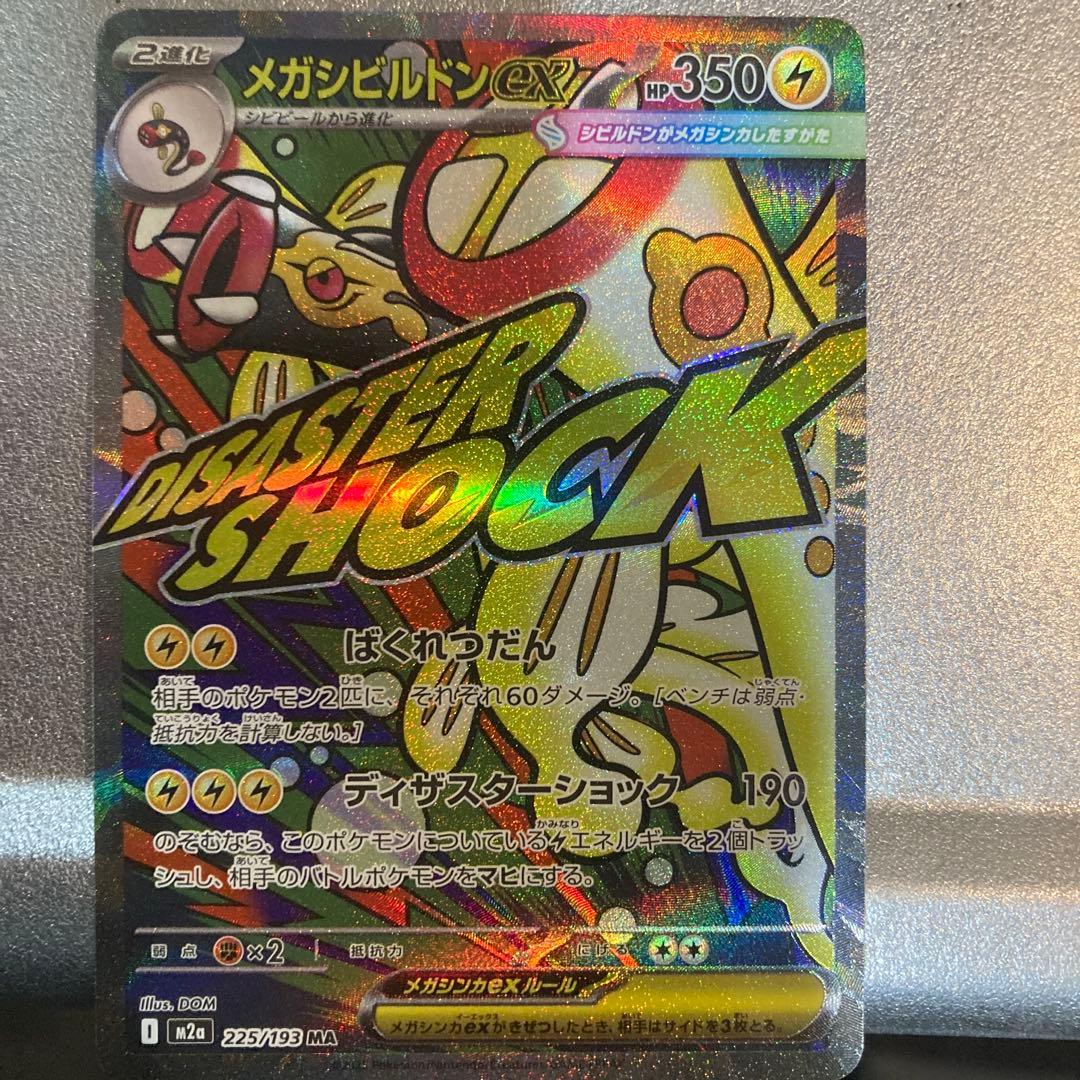 2進化
メガシビルドンex
HP350
シビビールから進化
シビルドンがメガシンカしたすがた
DISASTER
SHOCK
ばくれつだん
相手のポケモン2匹に、それぞれ60ダメージ。[ベンチは弱点・
抵抗力を計算しない。]
ディザスターショック 190
のぞむなら、このポケモンについているエネルギーを2個トラッ
シュし、相手のバトルポケモンをマヒにする。
弱点 ×2 抵抗力 にげる
メガシンカexルール
メガシンカexがきぜつしたとき、相手はサイドを3枚とる。
Illus. DOM
I m2a 225/193 MA